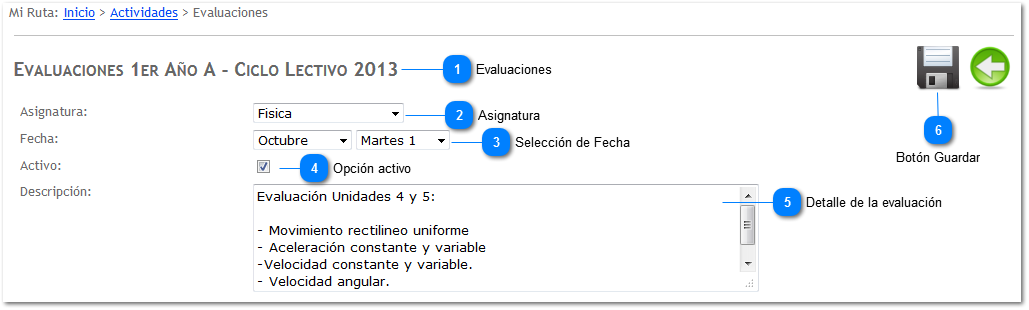 Mi Ruta: Inicio > Actividades > Evaluaciones
EVALUACIONES 1ER AÑO A - CICLO LECTIVO 2013 1 Evaluaciones
Asignatura: Fisica 2 Asignatura
Fecha: Octubre Martes 1 3 Selección de Fecha
6
Botón Guardar
Activo: 4 Opción activo
Descripción:
Evaluación Unidades 4 y 5: 5 Detalle de la evaluación
- Movimiento rectilineo uniforme
- Aceleración constante y variable
-Velocidad constante y variable.
- Velocidad angular.